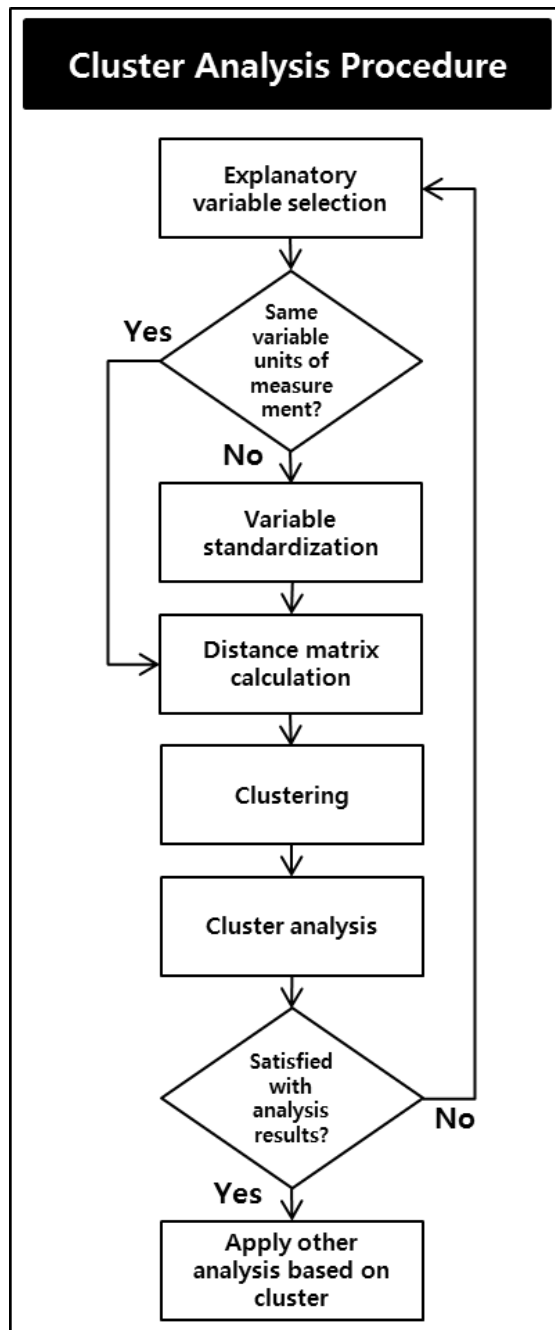 Cluster Analysis Procedure
Explanatory
variable selection
Same
variable
units of
measure
ment?
Yes
No
Variable
standardization
Distance matrix
calculation
Clustering
Cluster analysis
Satisfied
with
analysis
results?
No
Yes
Apply other
analysis based on
cluster